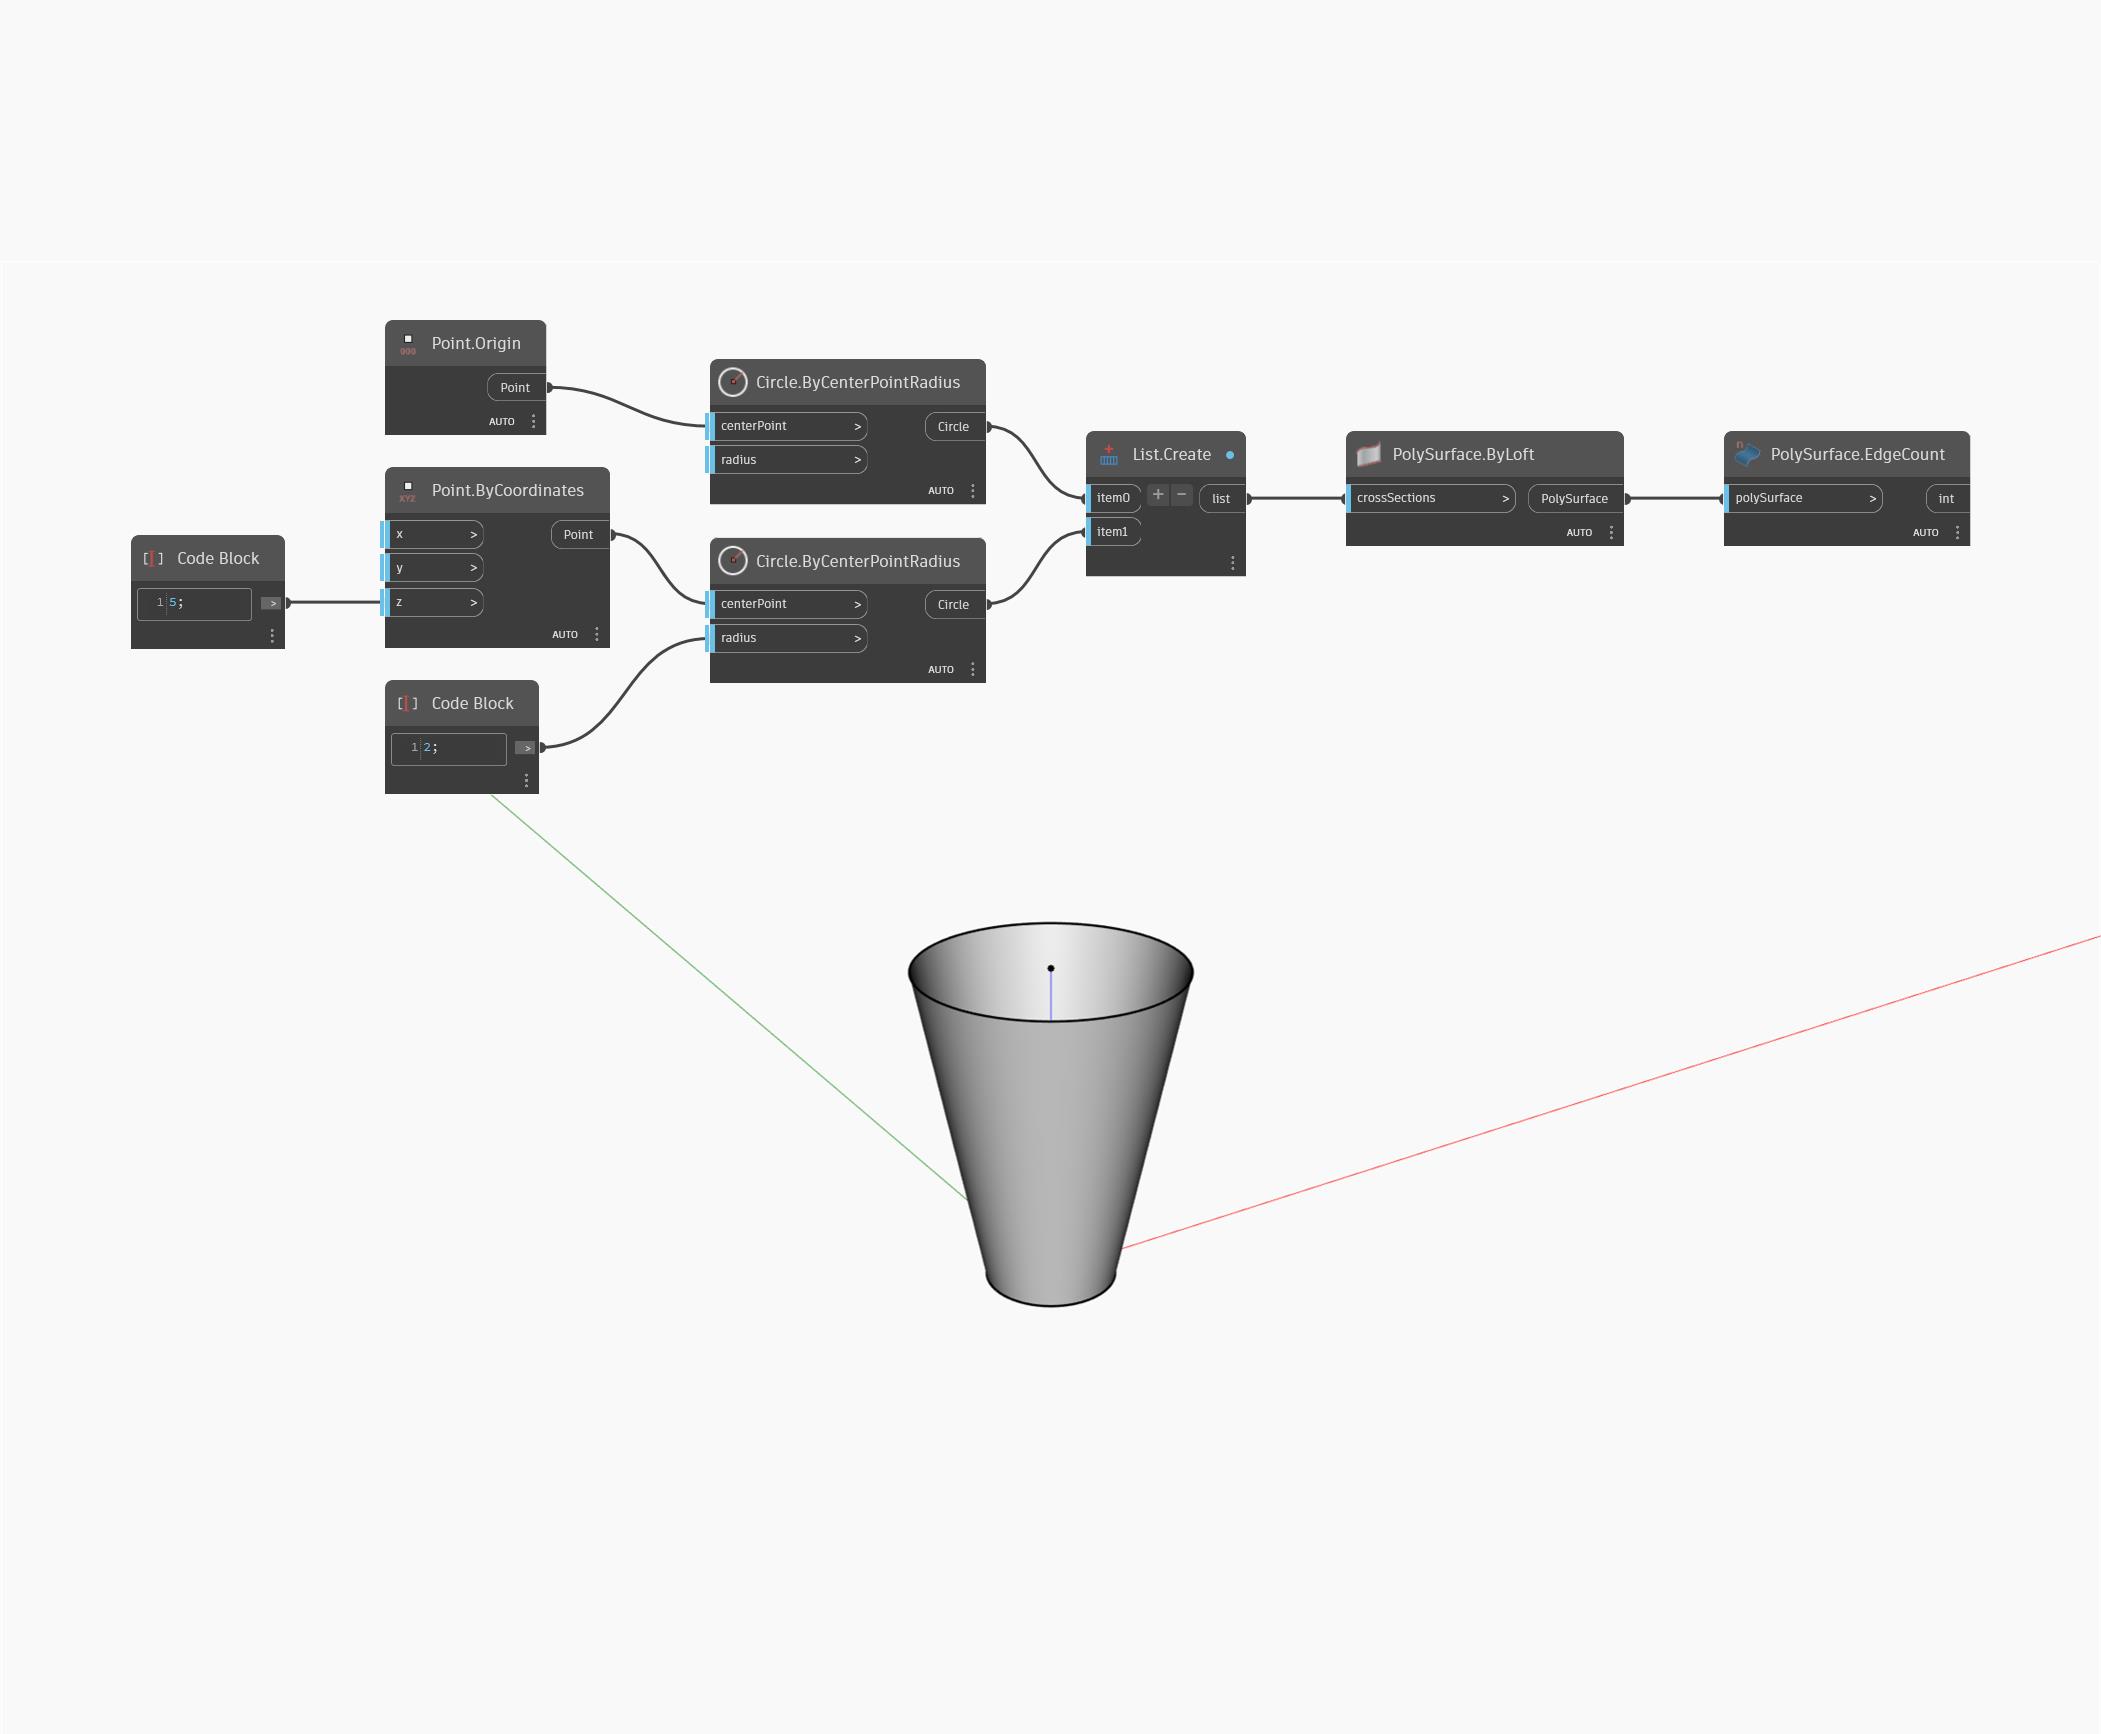 Point.Origin
000
Point
AUTO
Point.ByCoordinates
XYZ
x >
Point
y >
z >
AUTO
Code Block
1 5;
>
Code Block
1 2;
>
Circle.ByCenterPointRadius
centerPoint >
Circle
radius >
AUTO
Circle.ByCenterPointRadius
centerPoint >
Circle
radius >
AUTO
List.Create
item0 + − list
item1
PolySurface.ByLoft
crossSections >
PolySurface
AUTO
n
PolySurface.EdgeCount
polySurface >
int
AUTO